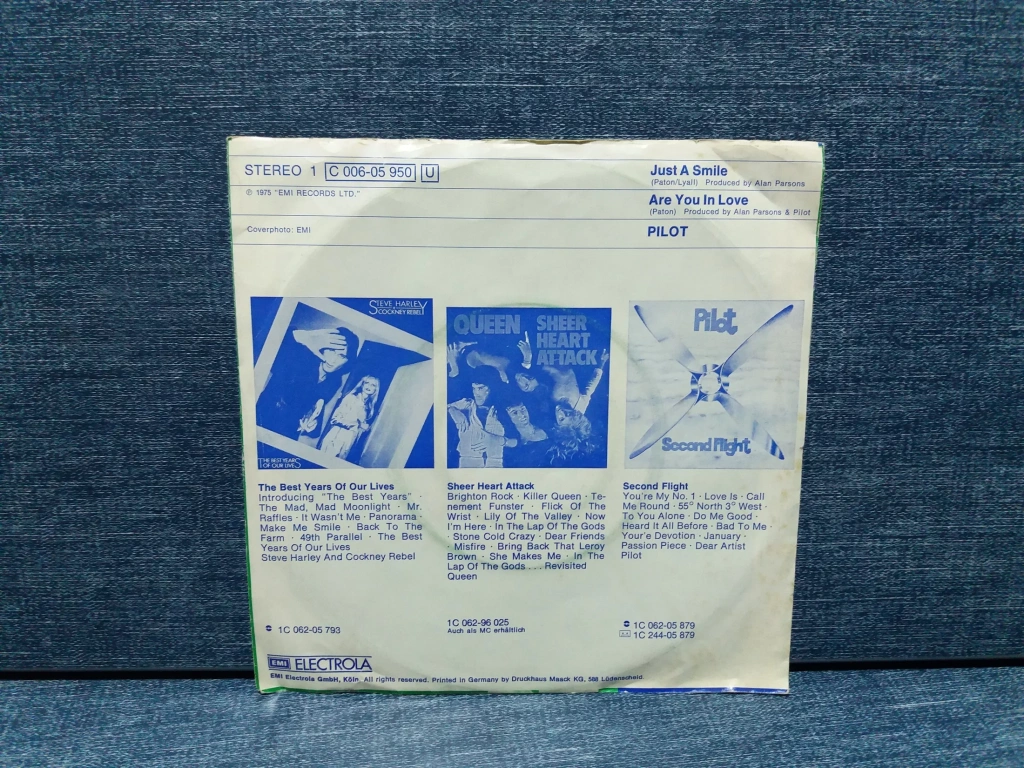 STEREO 1 C 006-05 950 U
℗ 1975 "EMI RECORDS LTD."
Coverphoto: EMI
Just A Smile
(Paton/Lyall) Produced by Alan Parsons
Are You In Love
(Paton) Produced by Alan Parsons & Pilot
PILOT
STEVE HARLEY
COCKNEY REBEL
THE BEST YEARS
OF OUR LIVES
QUEEN SHEER
HEART
ATTACK
Pilot
Second Flight
The Best Years Of Our Lives
Introducing "The Best Years" ·
The Mad, Mad Moonlight · Mr.
Raffles · It Wasn't Me · Panorama ·
Make Me Smile · Back To The
Farm · 49th Parallel · The Best
Years Of Our Lives
Steve Harley And Cockney Rebel
1C 062-05 793
Sheer Heart Attack
Brighton Rock · Killer Queen · Te-
nement Funster · Flick Of The
Wrist · Lily Of The Valley · Now
I'm Here · In The Lap Of The Gods
· Stone Cold Crazy · Dear Friends
· Misfire · Bring Back That Leroy
Brown · She Makes Me · In The
Lap Of The Gods . . . Revisited
Queen
1C 062-96 025
Auch als MC erhältlich
Second Flight
You're My No. 1 · Love Is · Call
Me Round · 55° North 3° West ·
To You Alone · Do Me Good ·
Heard It All Before · Bad To Me ·
Your'e Devotion · January ·
Passion Piece · Dear Artist
Pilot
1C 062-05 879
1C 244-05 879
EMI ELECTROLA
EMI Electrola GmbH, Köln. All rights reserved. Printed in Germany by Druckhaus Maack KG, 588 Lüdenscheid.